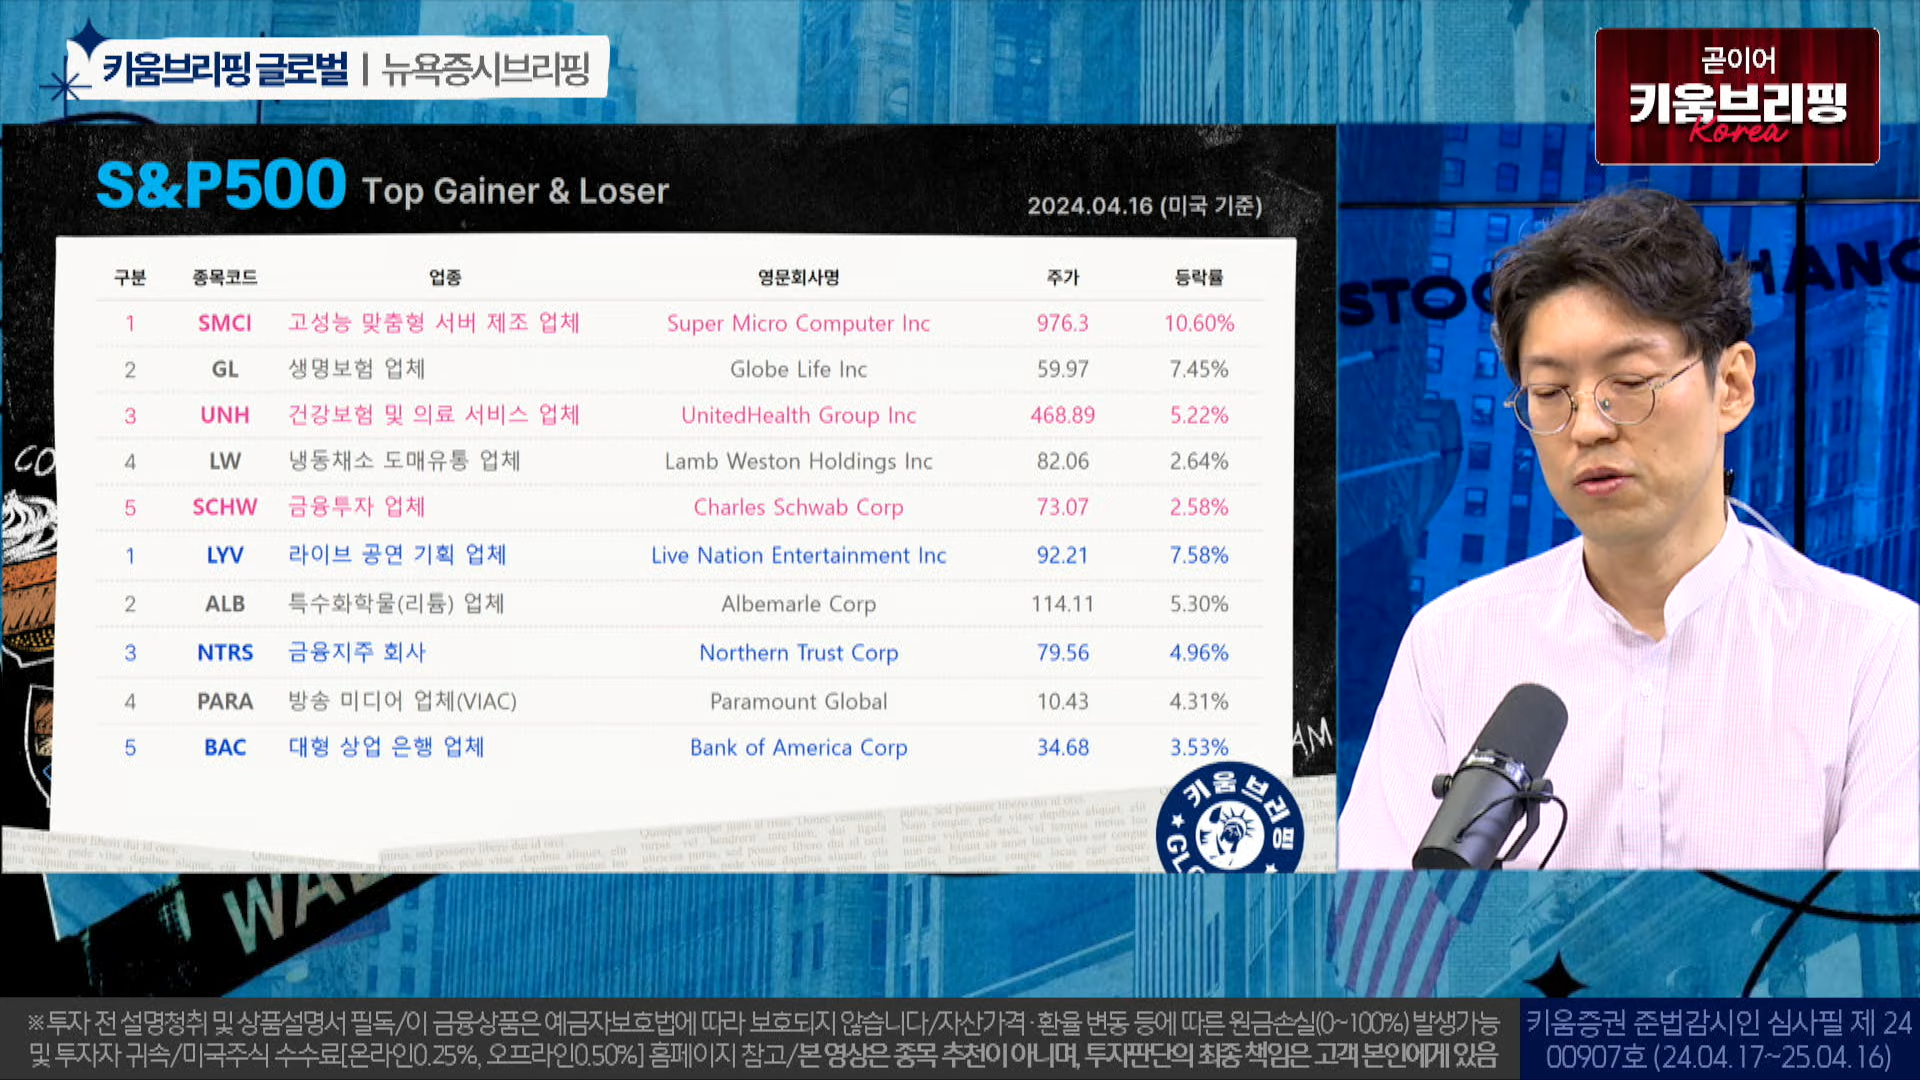 키움브리핑 글로벌 | 뉴욕증시브리핑
곧이어
키움브리핑
Korea
S&P500 Top Gainer & Loser
2024.04.16 (미국 기준)
구분 종목코드 업종 영문회사명 주가 등락률
1 SMCI 고성능 맞춤형 서버 제조 업체 Super Micro Computer Inc 976.3 10.60%
2 GL 생명보험 업체 Globe Life Inc 59.97 7.45%
3 UNH 건강보험 및 의료 서비스 업체 UnitedHealth Group Inc 468.89 5.22%
4 LW 냉동채소 도매유통 업체 Lamb Weston Holdings Inc 82.06 2.64%
5 SCHW 금융투자 업체 Charles Schwab Corp 73.07 2.58%
1 LYV 라이브 공연 기획 업체 Live Nation Entertainment Inc 92.21 7.58%
2 ALB 특수화학물(리튬) 업체 Albemarle Corp 114.11 5.30%
3 NTRS 금융지주 회사 Northern Trust Corp 79.56 4.96%
4 PARA 방송 미디어 업체(VIAC) Paramount Global 10.43 4.31%
5 BAC 대형 상업 은행 업체 Bank of America Corp 34.68 3.53%
키움브리핑
※투자 전 설명청취 및 상품설명서 필독/이 금융상품은 예금자보호법에 따라 보호되지 않습니다/자산가격·환율 변동 등에 따른 원금손실(0~100%) 발생가능
및 투자자 귀속/미국주식 수수료[온라인0.25%, 오프라인0.50%] 홈페이지 참고/본 영상은 종목 추천이 아니며, 투자판단의 최종 책임은 고객 본인에게 있음
키움증권 준법감시인 심사필 제 24
00907호 (24.04.17~25.04.16)